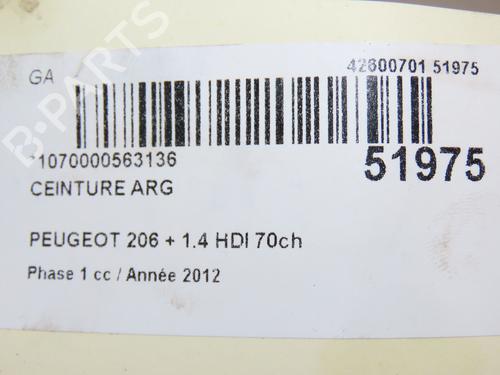 GA
42600701 51975
B-PARTS
*1070000563136
51975
CEINTURE ARG
PEUGEOT 206 + 1.4 HDI 70ch
Phase 1 cc / Année 2012